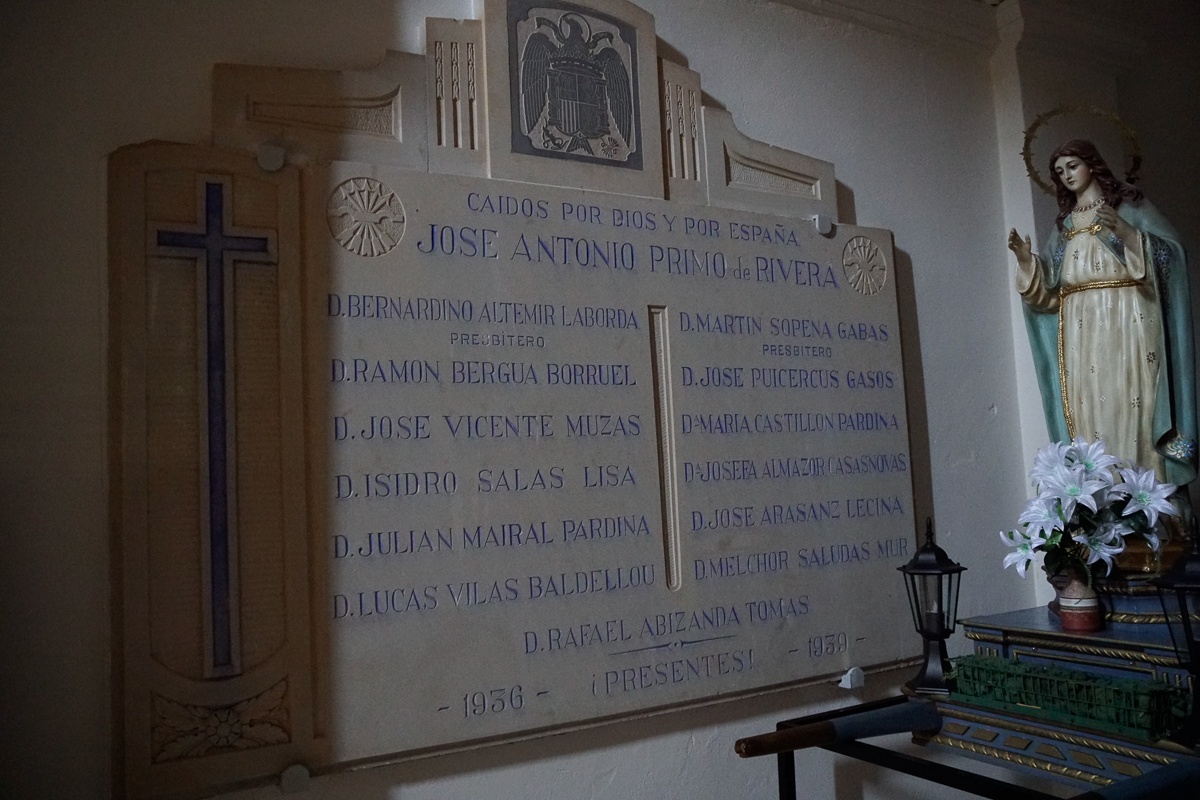 CAIDOS POR DIOS Y POR ESPAÑA
JOSE ANTONIO PRIMO de RIVERA
D. BERNARDINO ALTEMIR LABORDA
PRESBITERO
D. RAMON BERGUA BORRUEL
D. JOSE VICENTE MUZAS
D. ISIDRO SALAS LISA
D. JULIAN MAIRAL PARDINA
D. LUCAS VILAS BALDELLOU
D. MARTIN SOPENA GABAS
PRESBITERO
D. JOSE PUICERCUS GASOS
Dª MARIA CASTILLON PARDINA
Dª JOSEFA ALMAZOR CASASNOVAS
D. JOSE ARASANZ LECINA
D. MELCHOR SALUDAS MUR
D. RAFAEL ABIZANDA TOMAS
- 1936 - ¡PRESENTES! - 1939 -